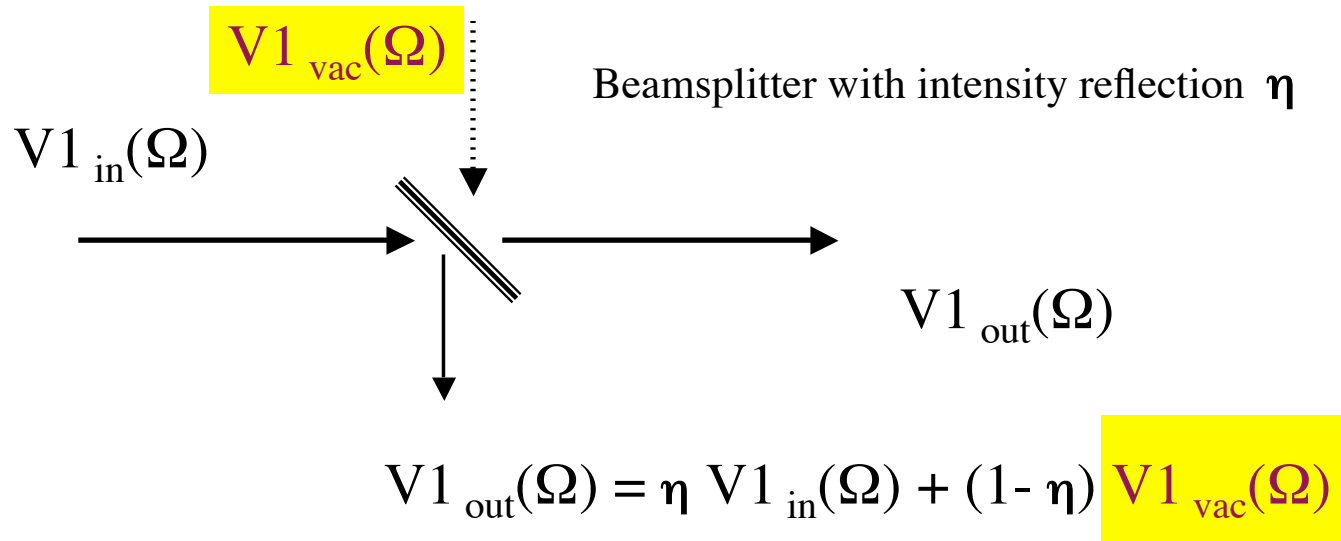 V1 vac(Ω)
Beamsplitter with intensity reflection η
V1 in(Ω)
V1 out(Ω)
V1 out(Ω) = η V1 in(Ω) + (1- η) V1 vac(Ω)